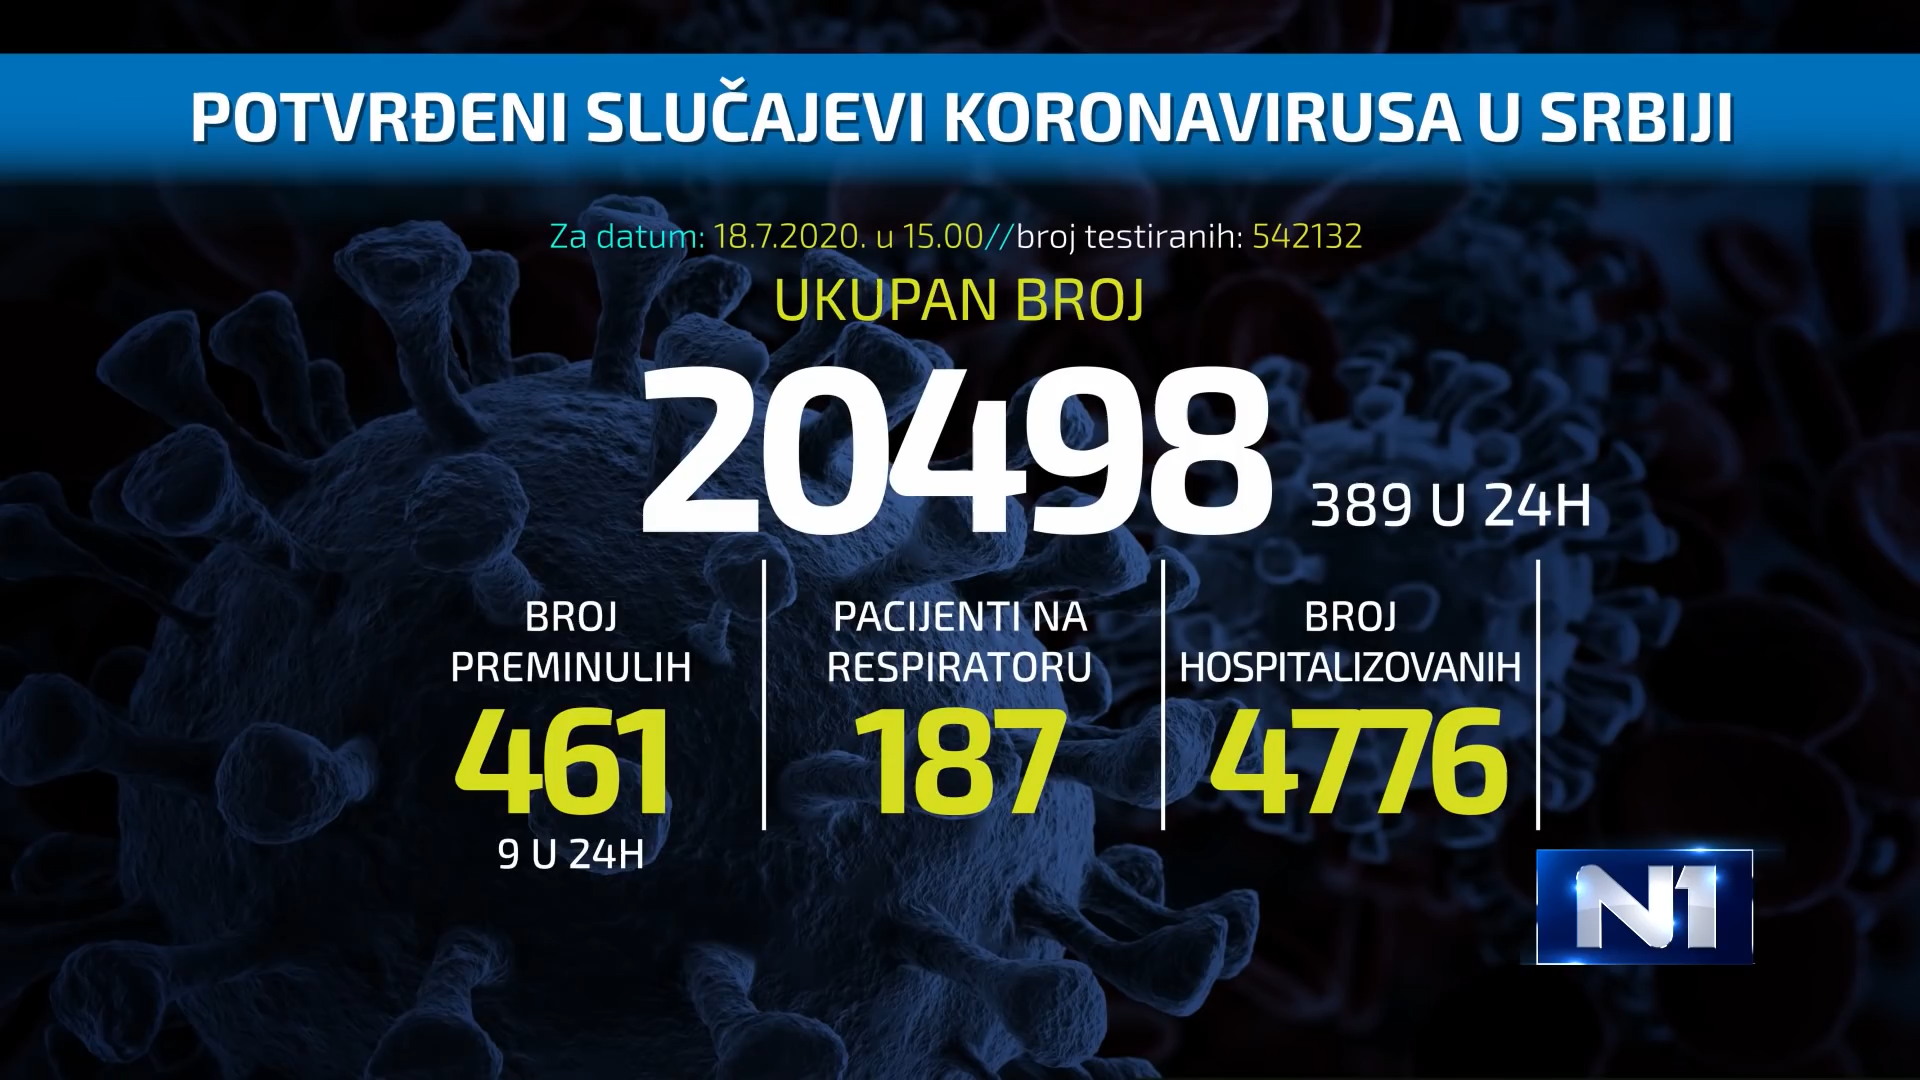 POTVRĐENI SLUČAJEVI KORONAVIRUSA U SRBIJI
Za datum: 18.7.2020. u 15.00//broj testiranih: 542132
UKUPAN BROJ
20498
389 U 24H
BROJ
PREMINULIH
461
9 U 24H
PACIJENTI NA
RESPIRATORU
187
BROJ
HOSPITALIZOVANIH
4776
N1